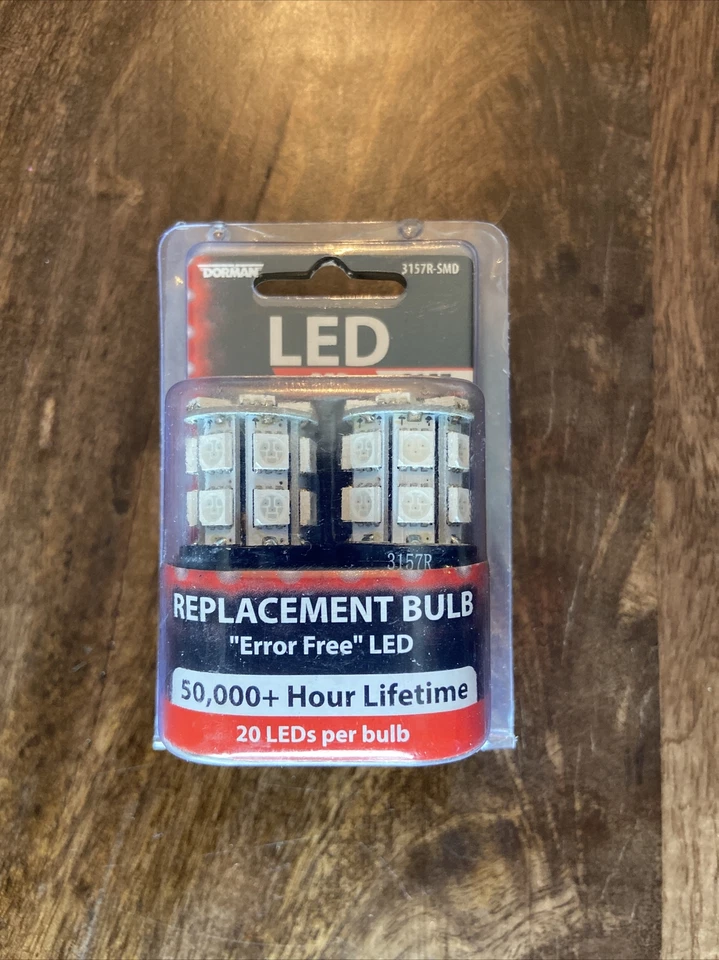 DORMAN
3157R-SMD
LED
3157R
REPLACEMENT BULB
"Error Free" LED
50,000+ Hour Lifetime
20 LEDs per bulb